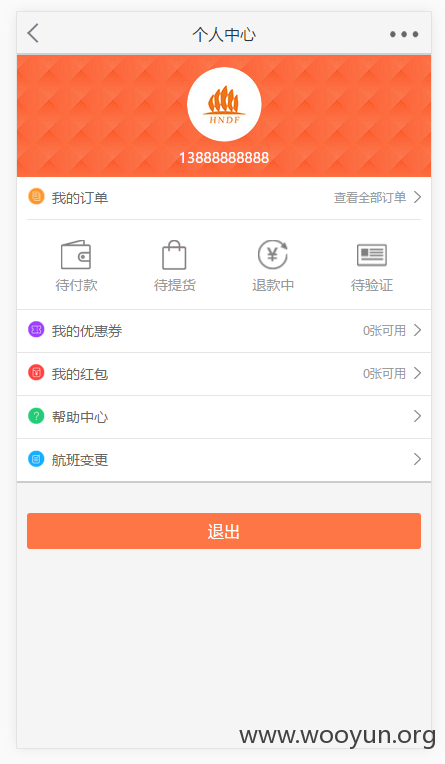 个人中心
HNDF
13888888888
我的订单 查看全部订单
待付款 待提货 退款中 待验证
我的优惠券 0张可用
我的红包 0张可用
帮助中心
航班变更
退出
www.wooyun.org